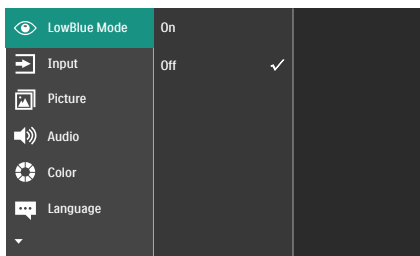 LowBlue Mode
On
Input
Off
Picture
Audio
Color
Language